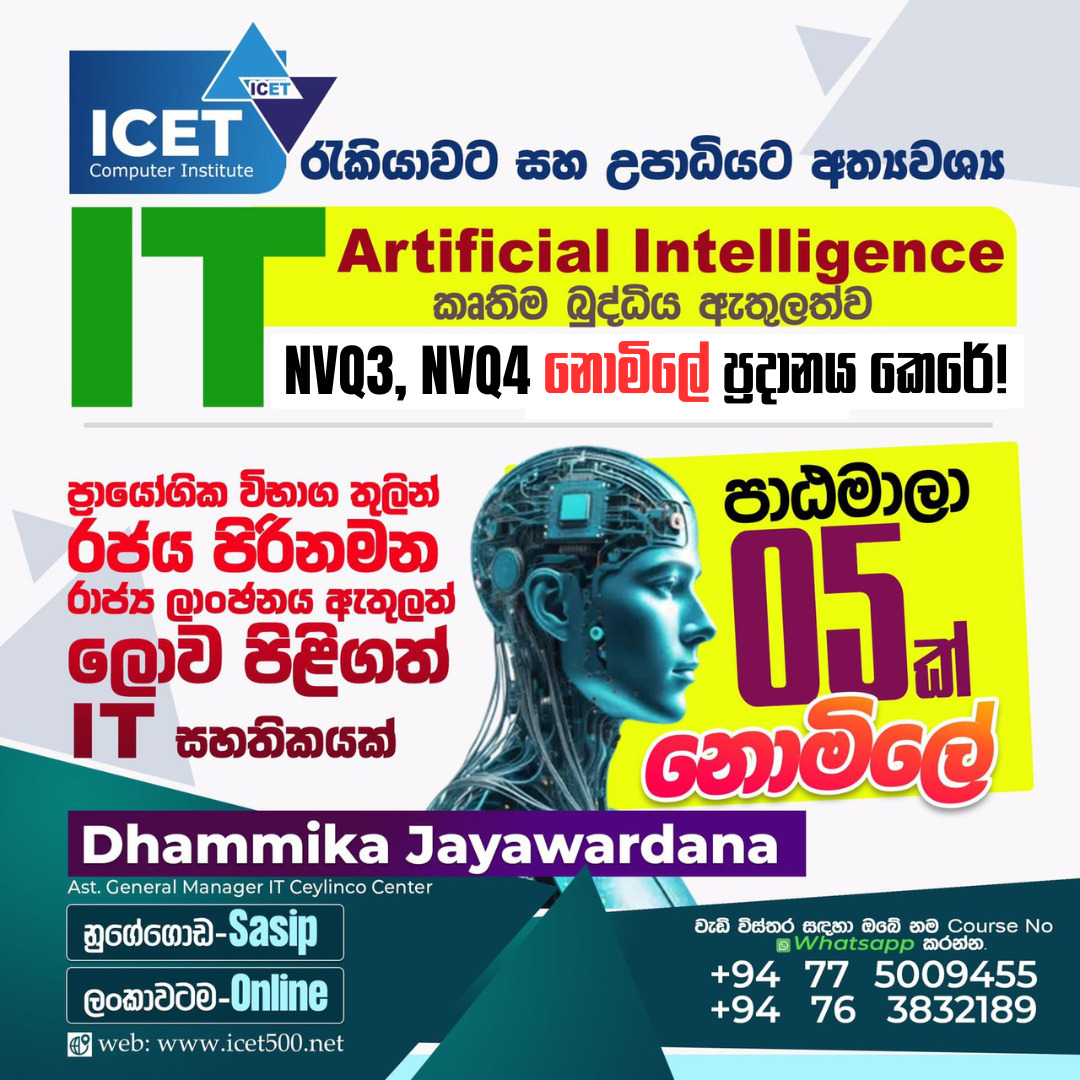 ICET
ICET
Computer Institute
රැකියාවට සහ උපාධියට අත්‍යවශ්‍ය
IT
Artificial Intelligence
කෘතිම බුද්ධිය ඇතුලත්ව
NVQ3, NVQ4 නොමිලේ ප්‍රදානය කෙරේ!
ප්‍රායෝගික විභාග තුලින්
රජය පිරිනමන
රාජ්‍ය ලාංඡනය ඇතුලත්
ලොව පිළිගත්
IT සහතිකයක්
පාඨමාලා
05ක්
නොමිලේ
Dhammika Jayawardana
Ast. General Manager IT Ceylinco Center
නුගේගොඩ-Sasip
ලංකාවටම-Online
web: www.icet500.net
වැඩි විස්තර සඳහා ඔබේ නම Course No
Whatsapp කරන්න.
+94 77 5009455
+94 76 3832189